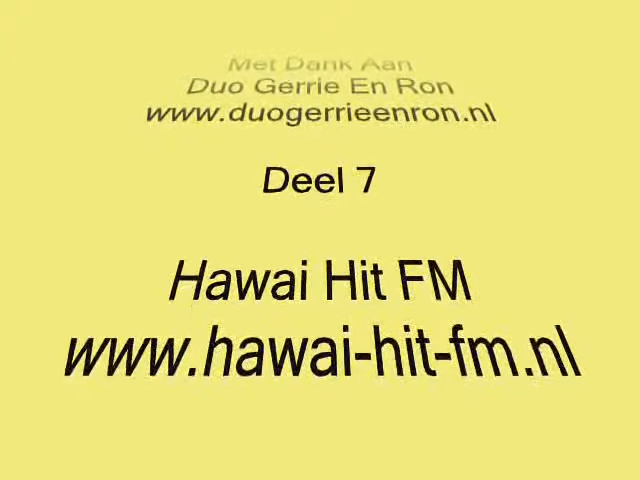 Met Dank Aan
Duo Gerrie En Ron
www.duogerrieenron.nl
Deel 7
Hawai Hit FM
www.hawai-hit-fm.nl